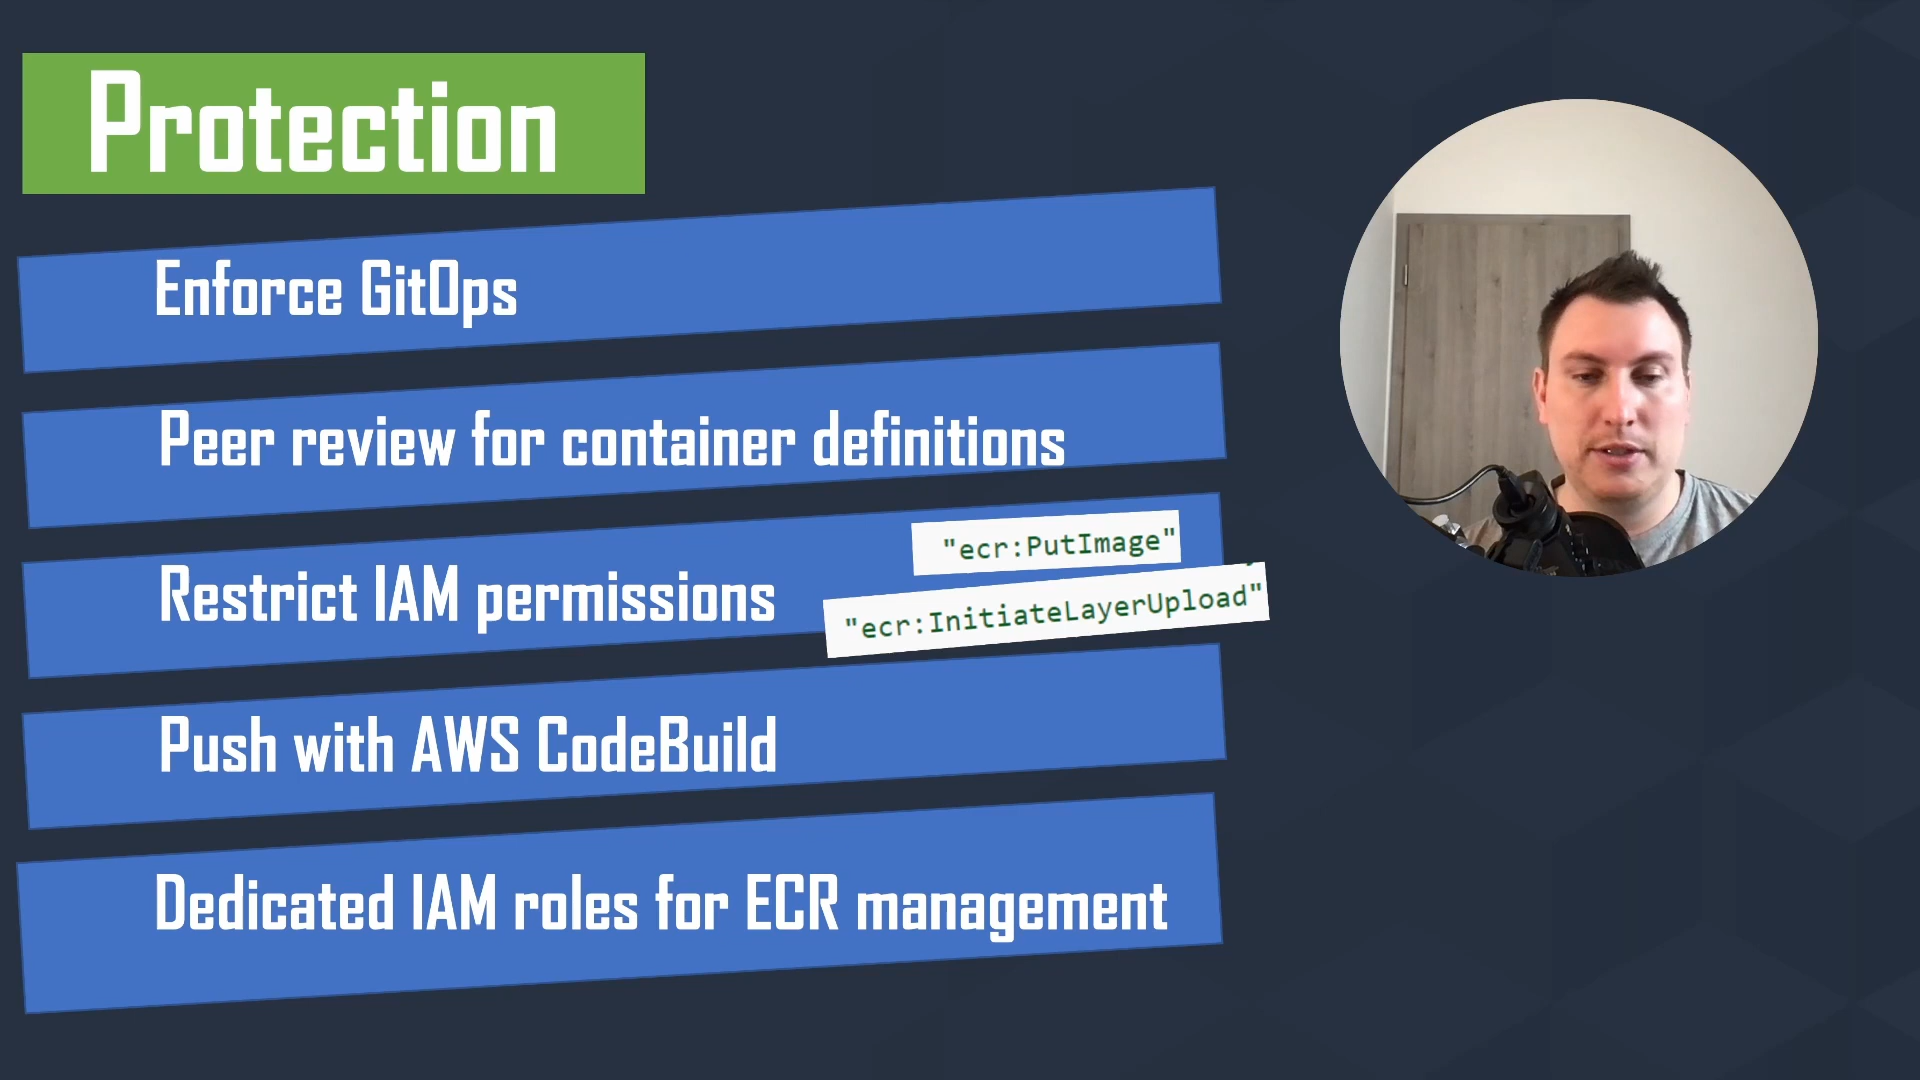 Protection
Enforce GitOps
Peer review for container definitions
Restrict IAM permissions
"ecr:PutImage"
"ecr:InitiateLayerUpload"
Push with AWS CodeBuild
Dedicated IAM roles for ECR management